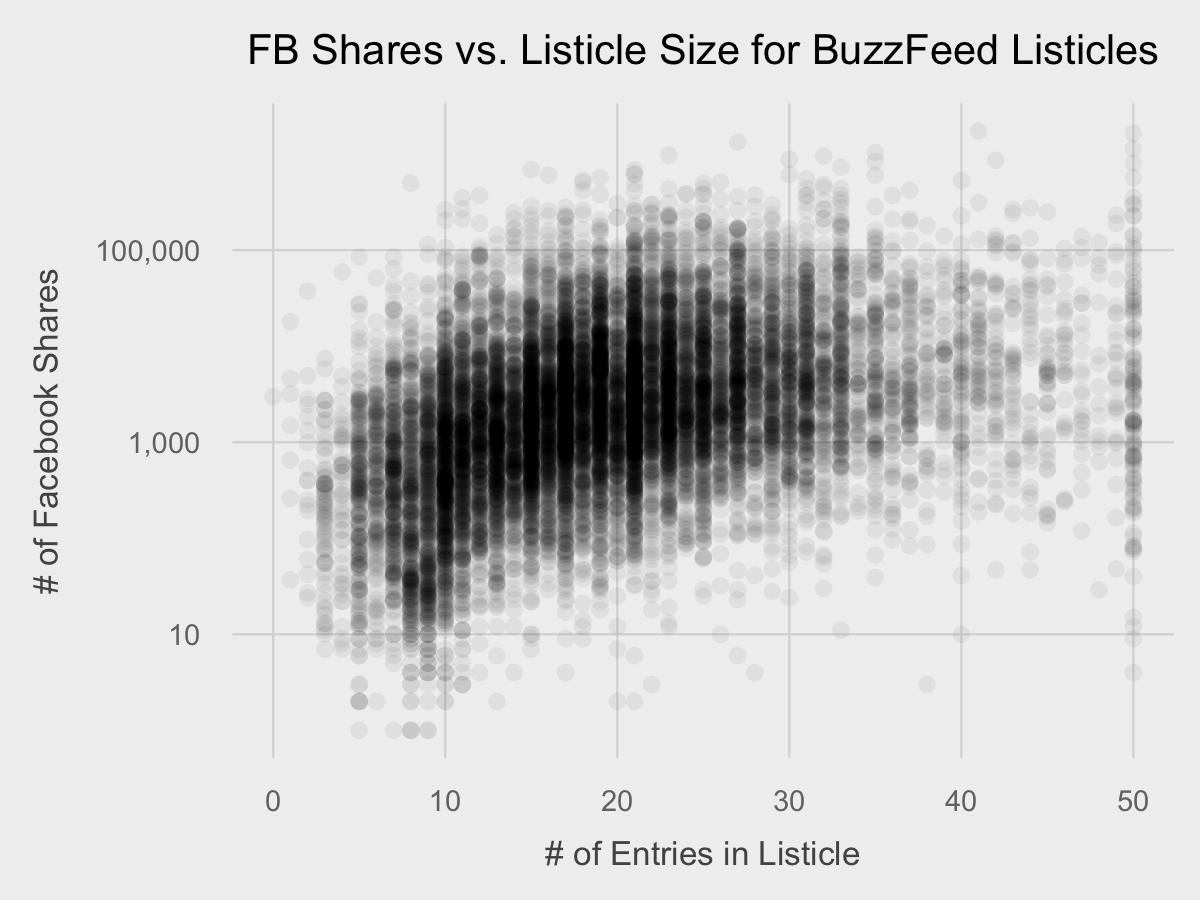 FB Shares vs. Listicle Size for BuzzFeed Listicles
# of Facebook Shares
100,000
1,000
10
0 10 20 30 40 50
# of Entries in Listicle